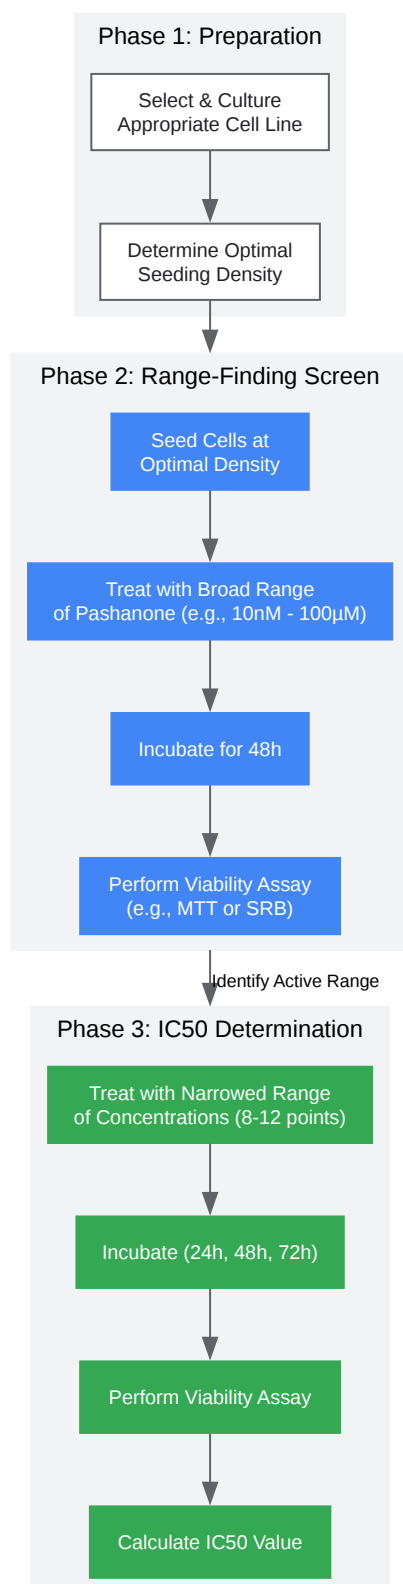 Phase 1: Preparation
Select & Culture
Appropriate Cell Line
Determine Optimal
Seeding Density
Phase 2: Range-Finding Screen
Seed Cells at
Optimal Density
Treat with Broad Range
of Pashanone (e.g., 10nM - 100µM)
Incubate for 48h
Perform Viability Assay
(e.g., MTT or SRB)
Identify Active Range
Phase 3: IC50 Determination
Treat with Narrowed Range
of Concentrations (8-12 points)
Incubate (24h, 48h, 72h)
Perform Viability Assay
Calculate IC50 Value